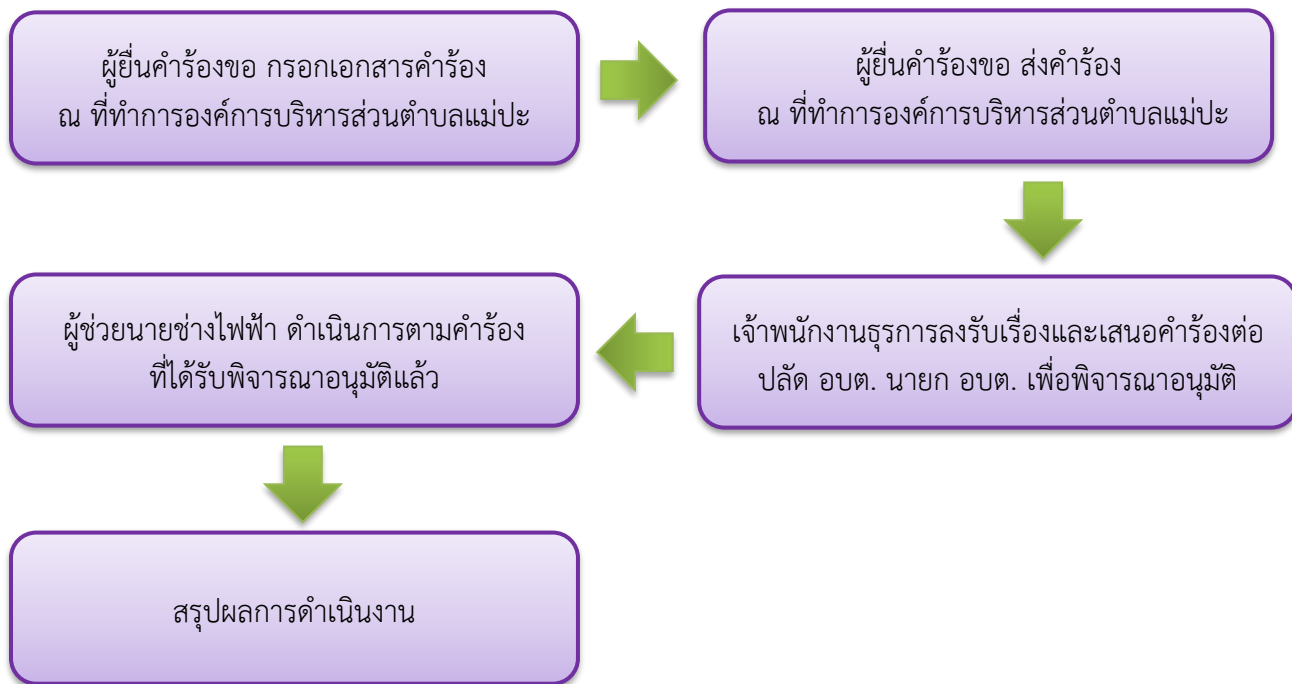 ผู้ยื่นคำร้องขอ กรอกเอกสารคำร้อง
ณ ที่ทำการองค์การบริหารส่วนตำบลแม่ปะ
ผู้ยื่นคำร้องขอ ส่งคำร้อง
ณ ที่ทำการองค์การบริหารส่วนตำบลแม่ปะ
เจ้าพนักงานธุรการลงรับเรื่องและเสนอคำร้องต่อ
ปลัด อบต. นายก อบต. เพื่อพิจารณาอนุมัติ
ผู้ช่วยนายช่างไฟฟ้า ดำเนินการตามคำร้อง
ที่ได้รับพิจารณาอนุมัติแล้ว
สรุปผลการดำเนินงาน